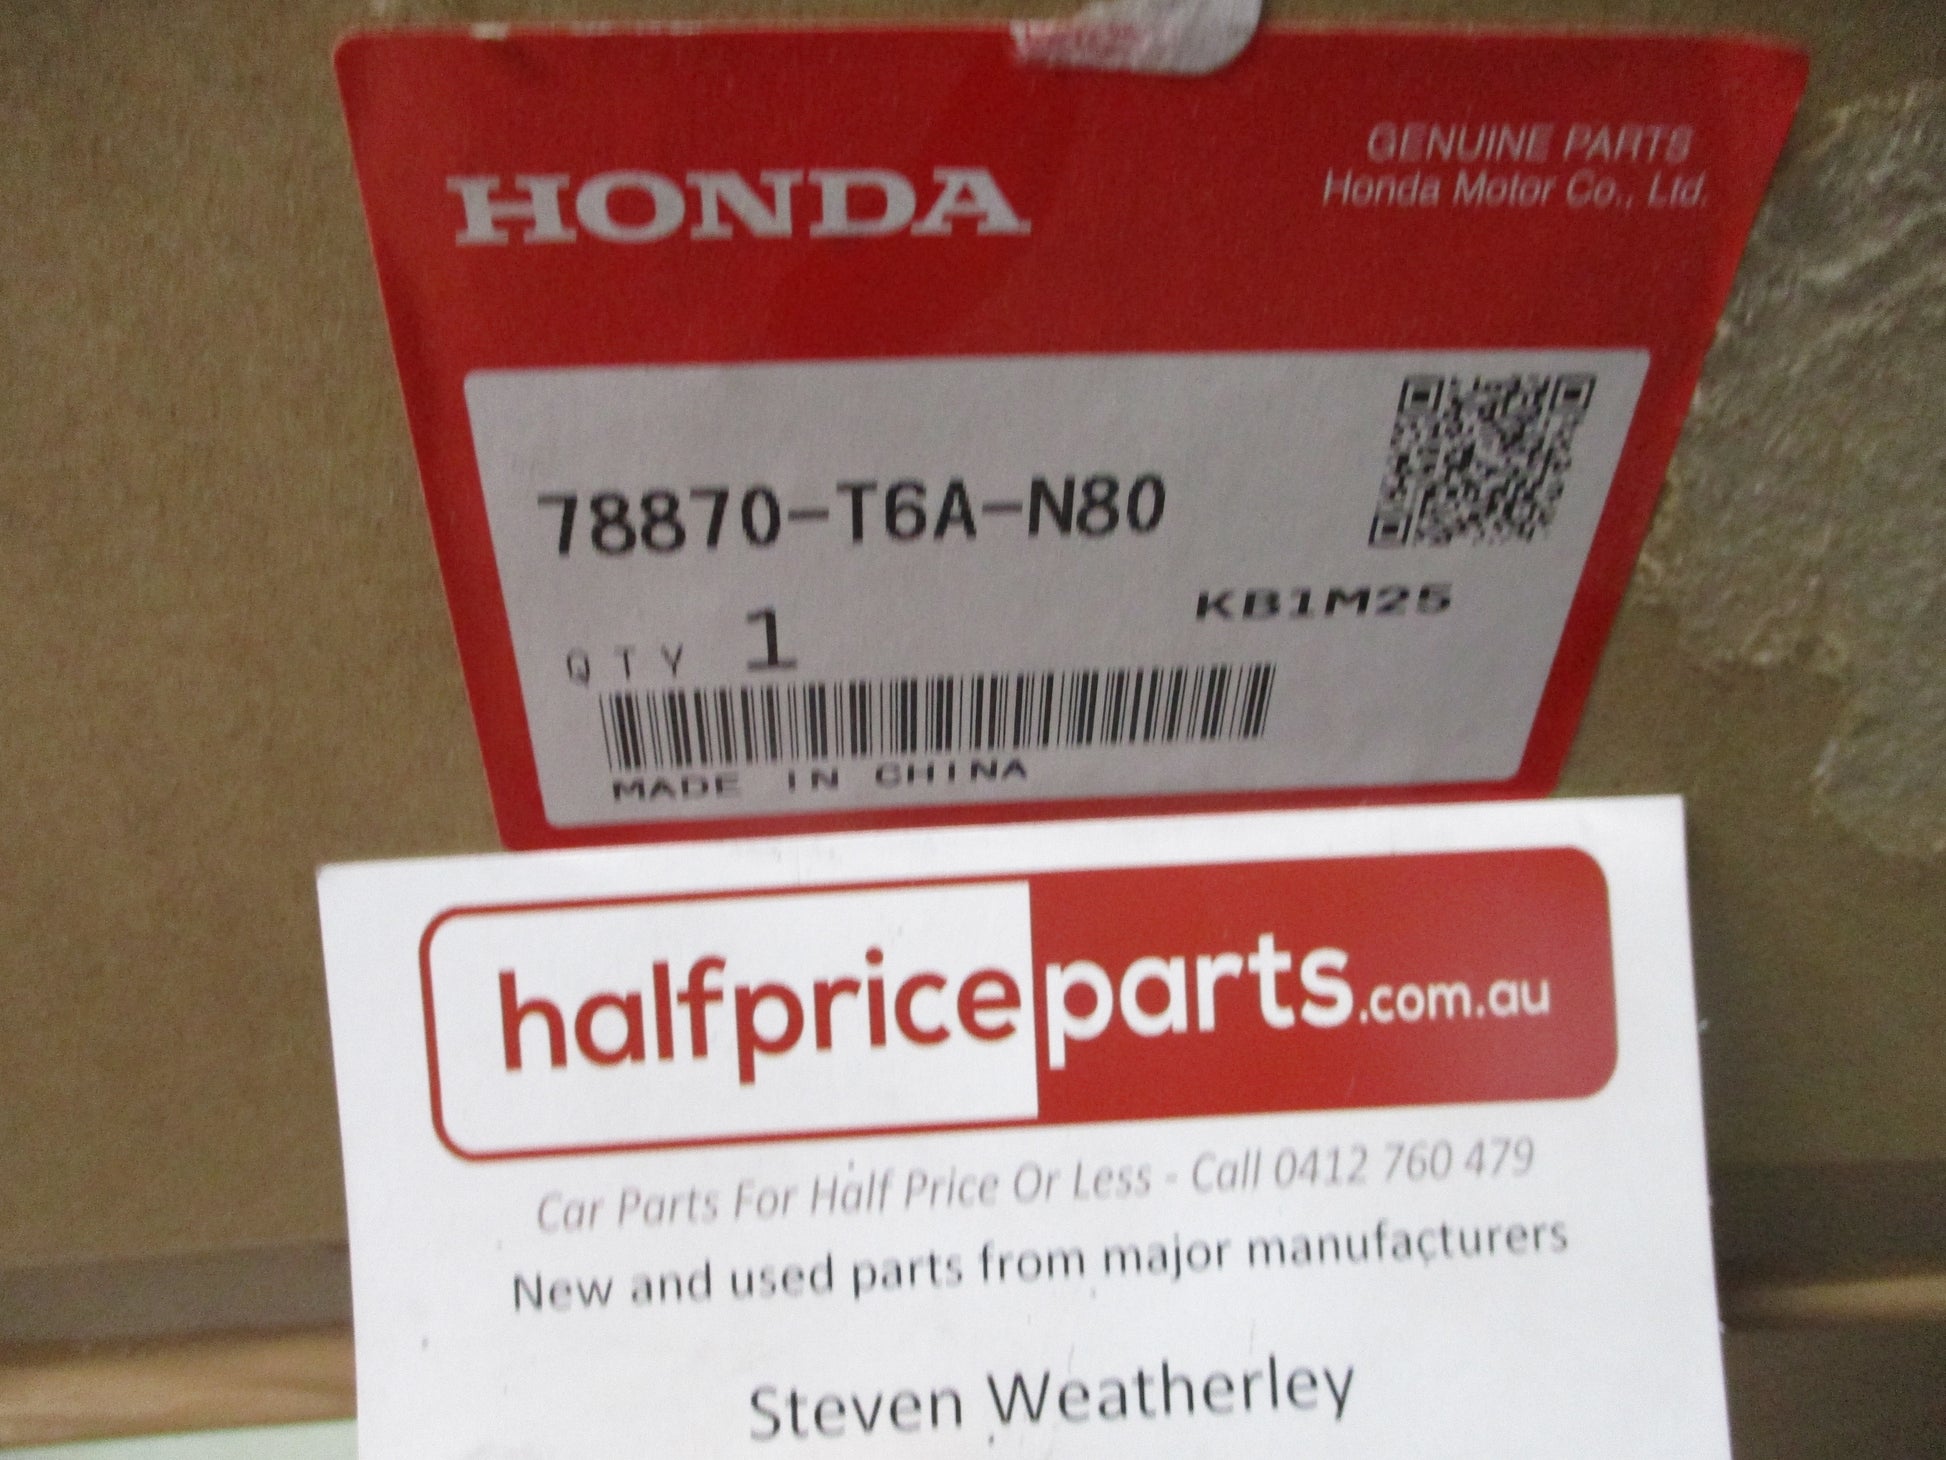 HONDA
GENUINE PARTS
Honda Motor Co., Ltd.
78870-T6A-N80
KB1M25
QTY 1
MADE IN CHINA
halfpriceparts.com.au
Car Parts For Half Price Or Less - Call 0412 760 479
New and used parts from major manufacturers
Steven Weatherley